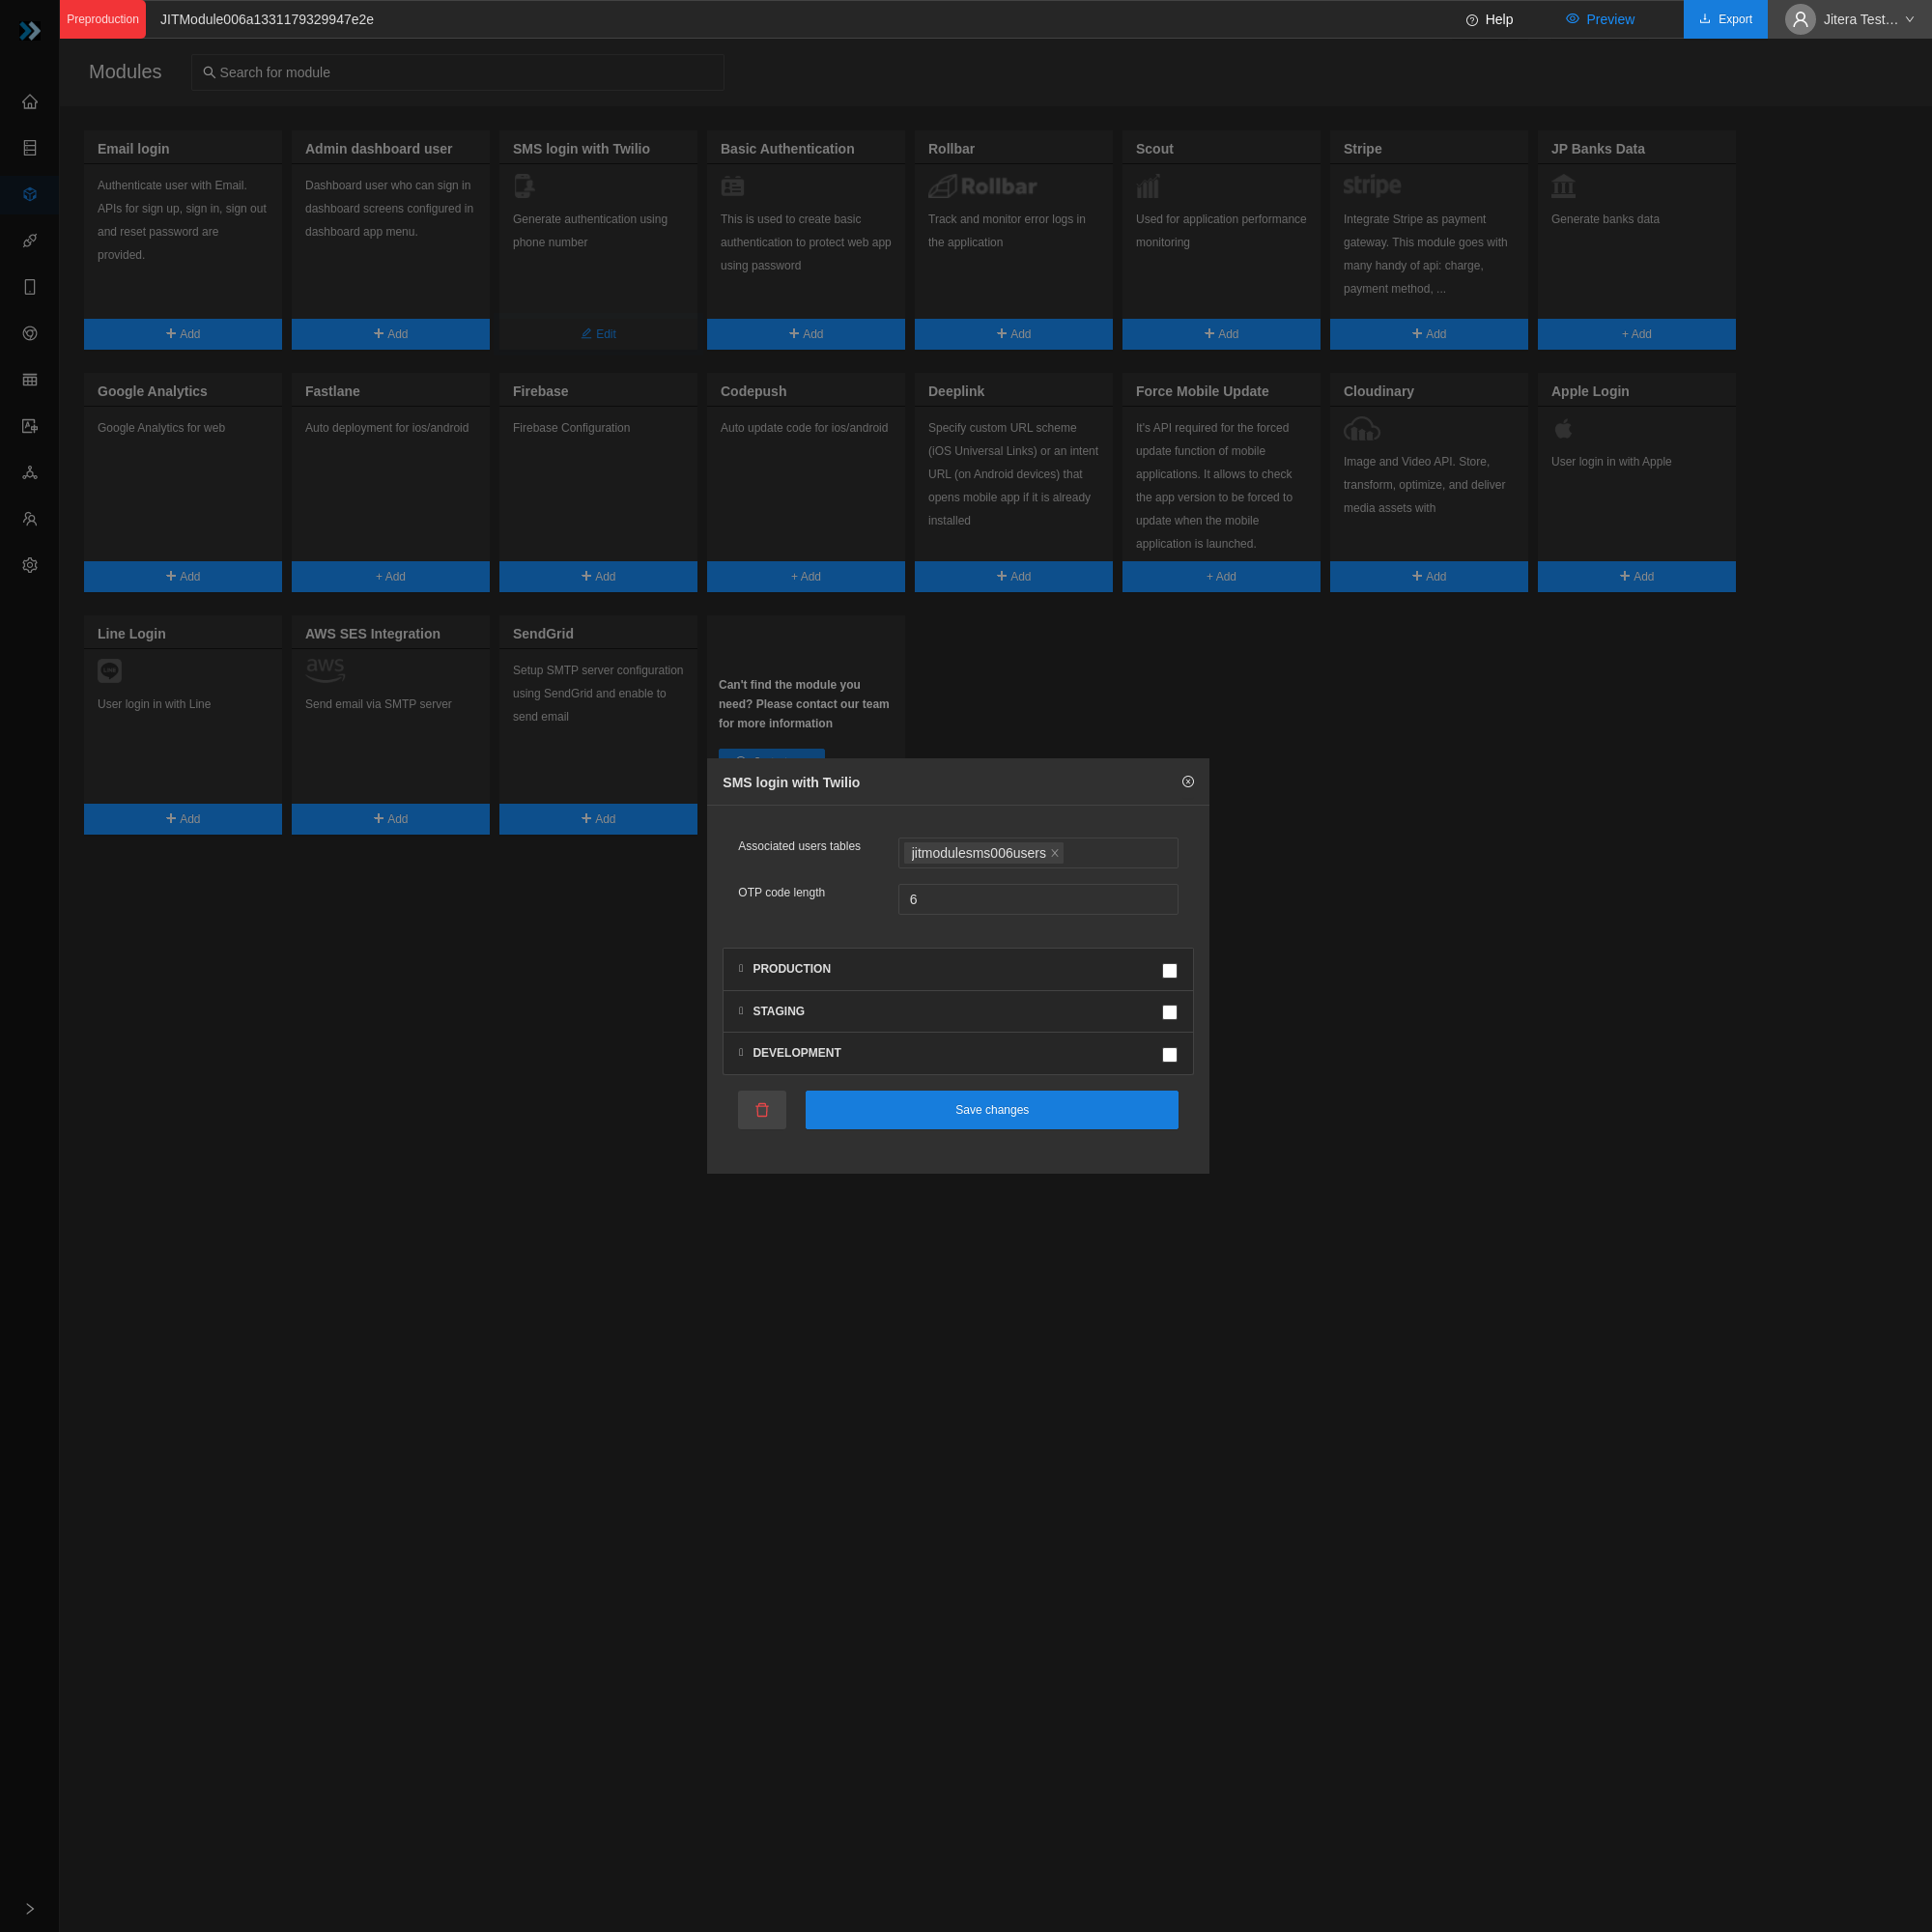 Preproduction
JITModule006a1331179329947e2e
Help
Preview
Export
Jitera Test...
Modules
Search for module
Email login
Authenticate user with Email.
APIs for sign up, sign in, sign out
and reset password are
provided.
Add
Admin dashboard user
Dashboard user who can sign in
dashboard screens configured in
dashboard app menu.
Add
SMS login with Twilio
Generate authentication using
phone number
Edit
Basic Authentication
This is used to create basic
authentication to protect web app
using password
Add
Rollbar
Rollbar
Track and monitor error logs in
the application
Add
Scout
Used for application performance
monitoring
Add
Stripe
stripe
Integrate Stripe as payment
gateway. This module goes with
many handy of api: charge,
payment method, ...
Add
JP Banks Data
Generate banks data
+ Add
Google Analytics
Google Analytics for web
Add
Fastlane
Auto deployment for ios/android
+ Add
Firebase
Firebase Configuration
Add
Codepush
Auto update code for ios/android
+ Add
Deeplink
Specify custom URL scheme
(iOS Universal Links) or an intent
URL (on Android devices) that
opens mobile app if it is already
installed
Add
Force Mobile Update
It's API required for the forced
update function of mobile
applications. It allows to check
the app version to be forced to
update when the mobile
application is launched.
+ Add
Cloudinary
Image and Video API. Store,
transform, optimize, and deliver
media assets with
Add
Apple Login
User login in with Apple
Add
Line Login
LINE
User login in with Line
Add
AWS SES Integration
aws
Send email via SMTP server
Add
SendGrid
Setup SMTP server configuration
using SendGrid and enable to
send email
Add
Can't find the module you
need? Please contact our team
for more information
SMS login with Twilio
Associated users tables
jitmodulesms006users
OTP code length
6
PRODUCTION
STAGING
DEVELOPMENT
Save changes